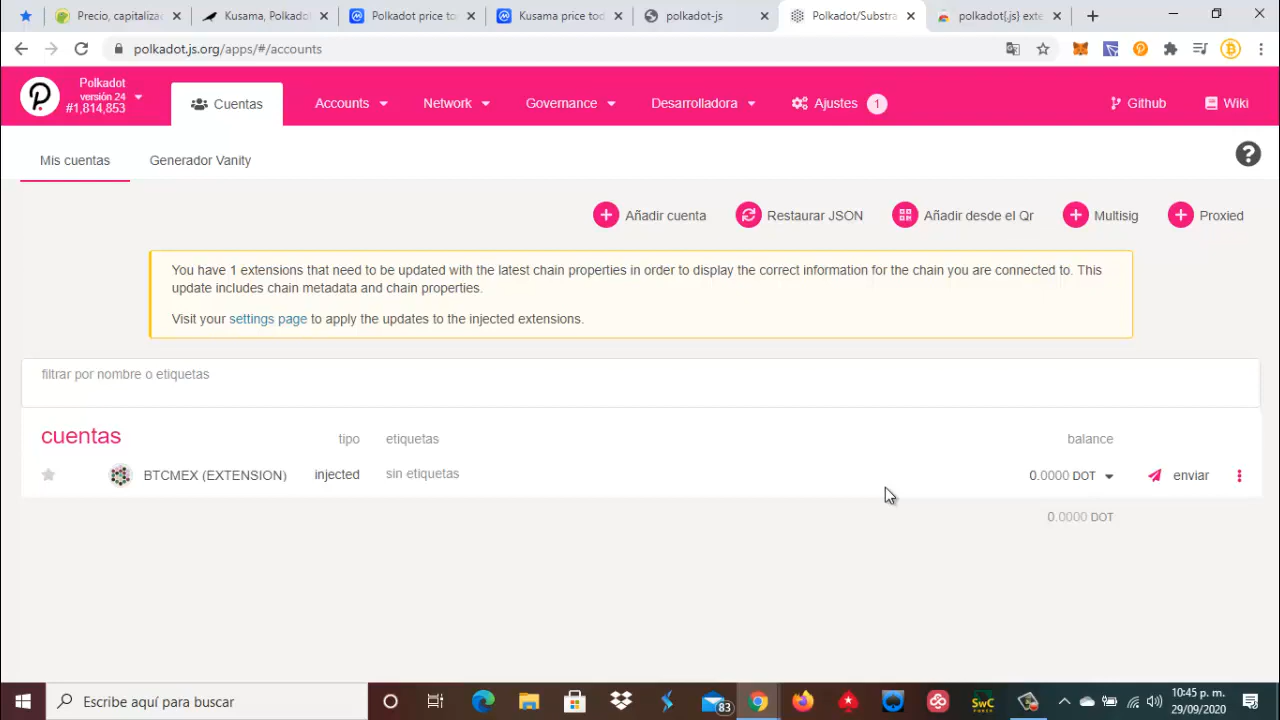 Precio, capitaliza
Kusama, Polkado
Polkadot price to
Kusama price tod
polkadot-js
Polkadot/Substra
polkadot{.js} exte
polkadot.js.org/apps/#/accounts
Polkadot
versión 24
#1,814,853
Cuentas
Accounts
Network
Governance
Desarrolladora
Ajustes
1
Github
Wiki
Mis cuentas
Generador Vanity
Añadir cuenta
Restaurar JSON
Añadir desde el Qr
Multisig
Proxied
You have 1 extensions that need to be updated with the latest chain properties in order to display the correct information for the chain you are connected to. This
update includes chain metadata and chain properties.
Visit your settings page to apply the updates to the injected extensions.
filtrar por nombre o etiquetas
cuentas
tipo
etiquetas
balance
BTCMEX (EXTENSION)
injected
sin etiquetas
0.0000 DOT
enviar
0.0000 DOT
Escribe aquí para buscar
83
SwC
POKER
10:45 p. m.
29/09/2020